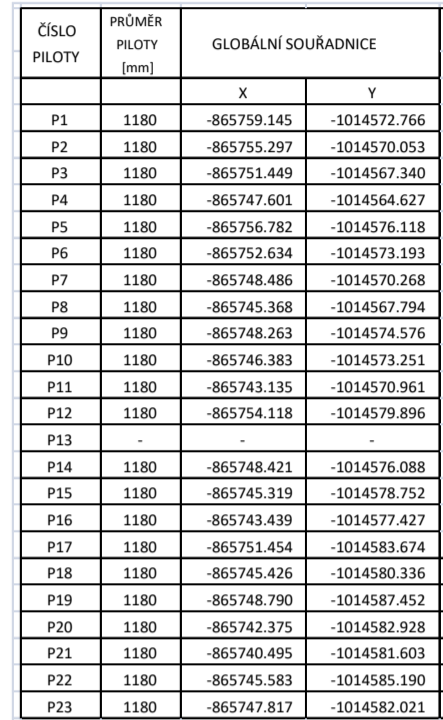 ČÍSLO PILOTY PRŮMĚR PILOTY [mm] GLOBÁLNÍ SOUŘADNICE
X Y
P1 1180 -865759.145 -1014572.766
P2 1180 -865755.297 -1014570.053
P3 1180 -865751.449 -1014567.340
P4 1180 -865747.601 -1014564.627
P5 1180 -865756.782 -1014576.118
P6 1180 -865752.634 -1014573.193
P7 1180 -865748.486 -1014570.268
P8 1180 -865745.368 -1014567.794
P9 1180 -865748.263 -1014574.576
P10 1180 -865746.383 -1014573.251
P11 1180 -865743.135 -1014570.961
P12 1180 -865754.118 -1014579.896
P13 - - -
P14 1180 -865748.421 -1014576.088
P15 1180 -865745.319 -1014578.752
P16 1180 -865743.439 -1014577.427
P17 1180 -865751.454 -1014583.674
P18 1180 -865745.426 -1014580.336
P19 1180 -865748.790 -1014587.452
P20 1180 -865742.375 -1014582.928
P21 1180 -865740.495 -1014581.603
P22 1180 -865745.583 -1014585.190
P23 1180 -865747.817 -1014582.021